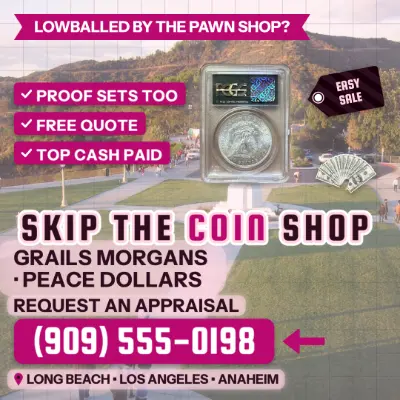 LOWBALLED BY THE PAWN SHOP?
PROOF SETS TOO
FREE QUOTE
TOP CASH PAID
PCGS
EASY
SALE
SKIP THE COIN SHOP
GRAILS MORGANS
· PEACE DOLLARS
REQUEST AN APPRAISAL
(909) 555-0198
LONG BEACH • LOS ANGELES • ANAHEIM